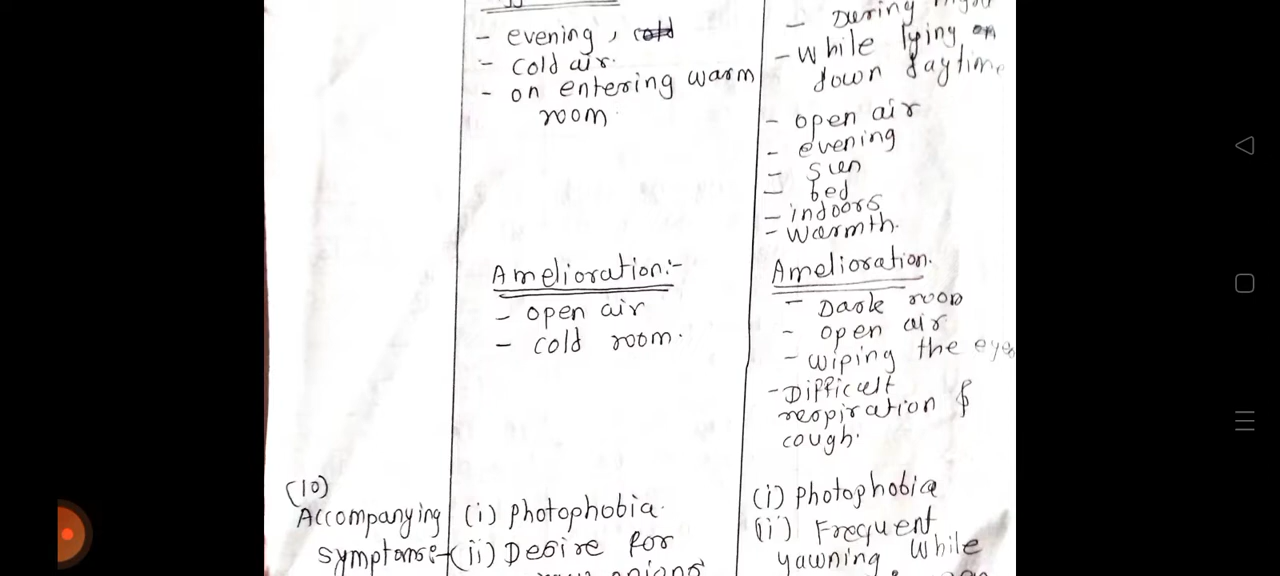 - evening,
- cold air.
- on entering warm
room.
Amelioration:-
- open air
- cold room.
- During
- While lying on
down daytime
- open air
- evening
- Sun
- bed
- indoors
- Warmth.
Amelioration.
- Dark room
- open air
- wiping the eyes
- Difficult
respiration &
cough.
(10)
Accompanying
symptoms:-
(i) photophobia.
(ii) Desire for
(i) photophobia
(ii) Frequent
yawning while